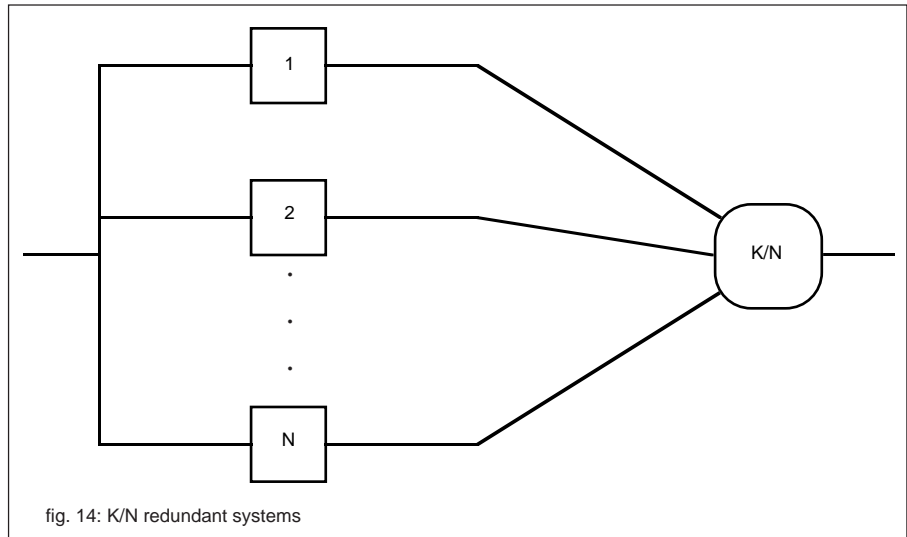 1
2
K/N
.
.
.
N
fig. 14: K/N redundant systems